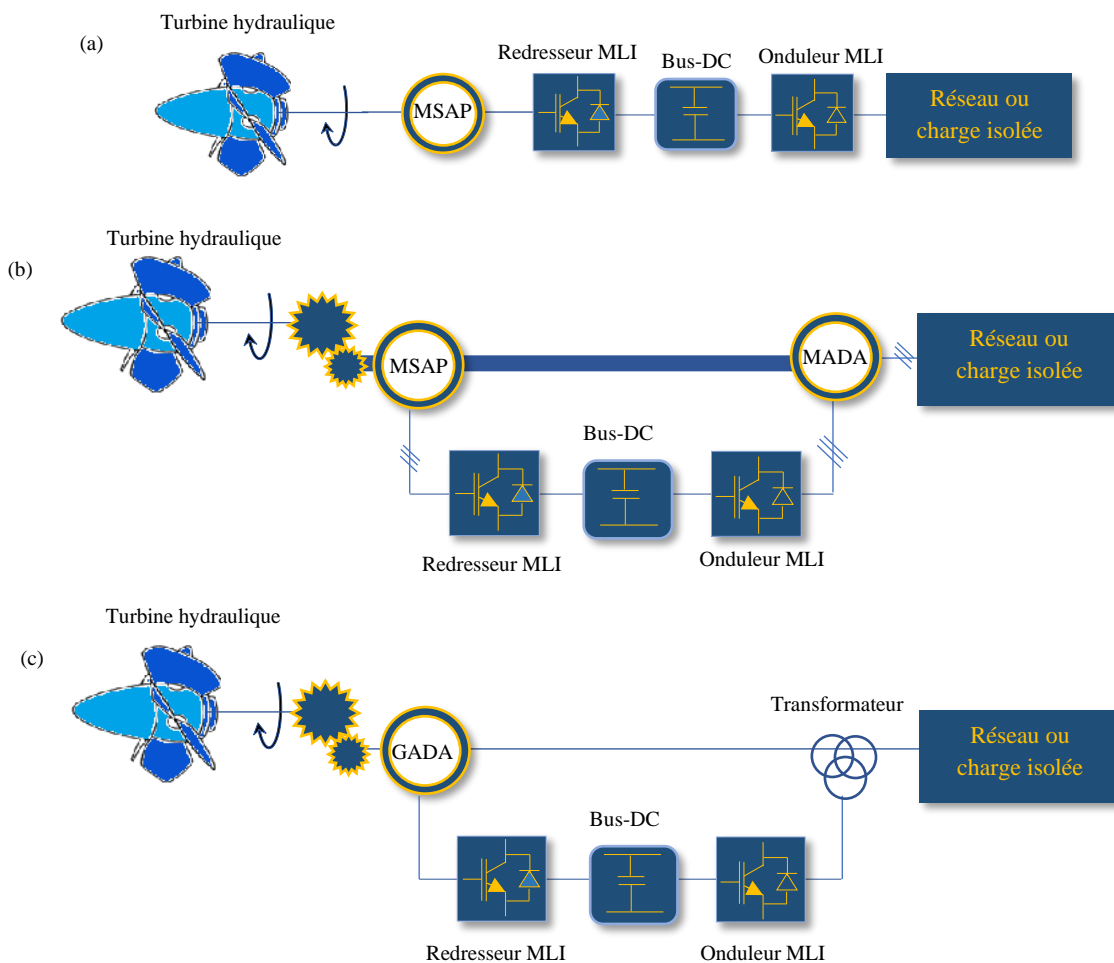 Turbine hydraulique
(a)
Redresseur MLI
Bus-DC
Onduleur MLI
MSAP
Réseau ou
charge isolée
Turbine hydraulique
(b)
MSAP
MADA
Réseau ou
charge isolée
Bus-DC
Redresseur MLI
Onduleur MLI
Turbine hydraulique
(c)
Transformateur
GADA
Réseau ou
charge isolée
Bus-DC
Redresseur MLI
Onduleur MLI